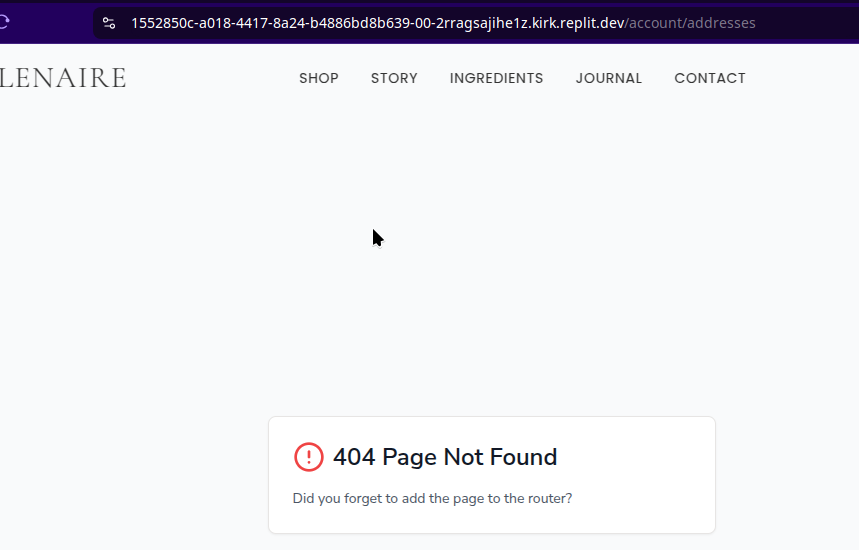 1552850c-a018-4417-8a24-b4886bd8b639-00-2rragsajihe1z.kirk.replit.dev/account/addresses
LENAIRE SHOP STORY INGREDIENTS JOURNAL CONTACT
404 Page Not Found
Did you forget to add the page to the router?